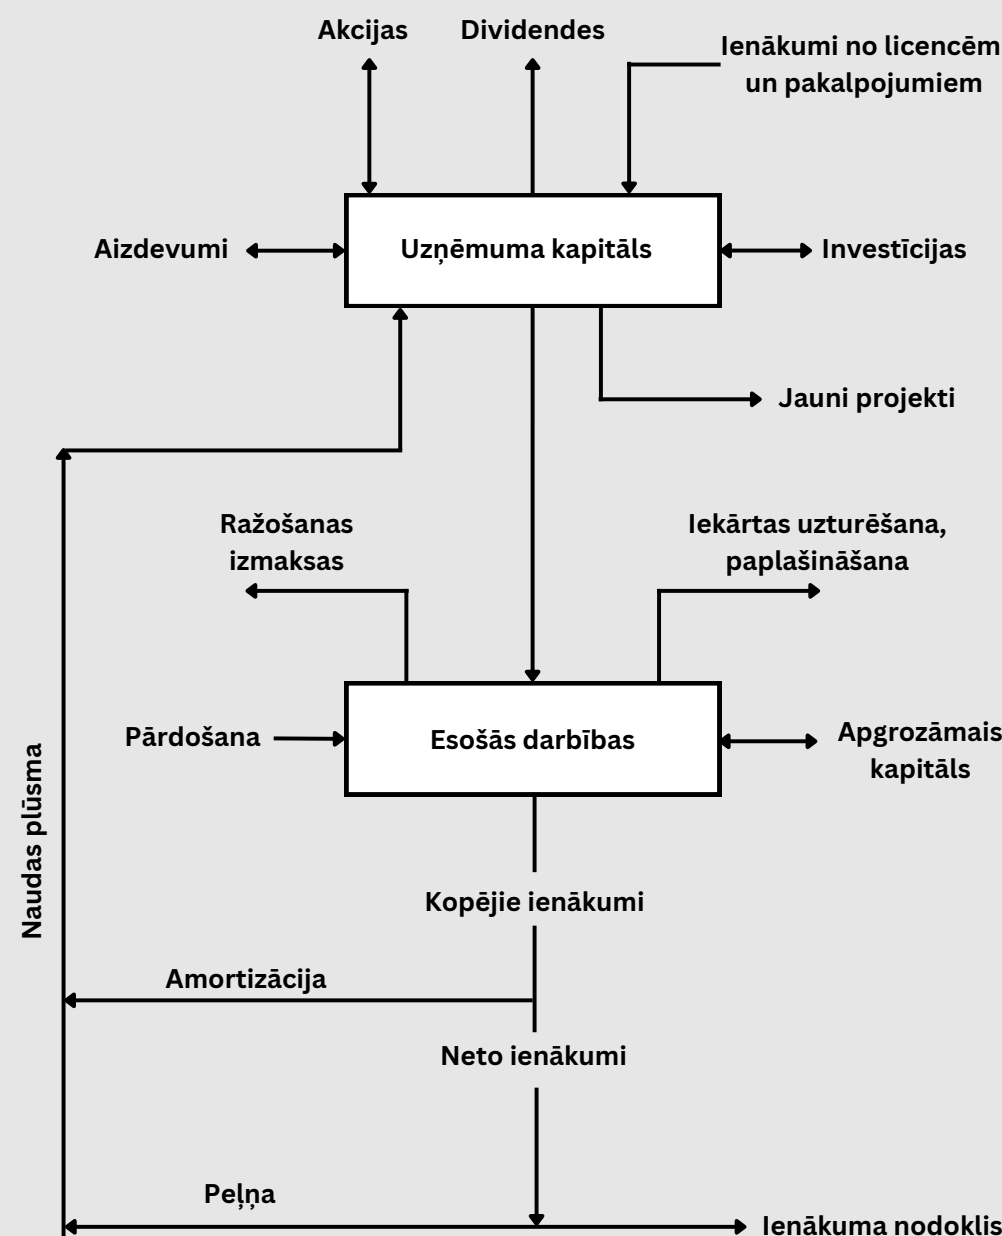 Akcijas
Dividendes
Ienākumi no licencēm
un pakalpojumiem
Aizdevumi
Uzņēmuma kapitāls
Investīcijas
Jauni projekti
Ražošanas
izmaksas
Iekārtas uzturēšana,
paplašināšana
Pārdošana
Esošās darbības
Apgrozāmais
kapitāls
Naudas plūsma
Kopējie ienākumi
Amortizācija
Neto ienākumi
Peļņa
Ienākuma nodoklis